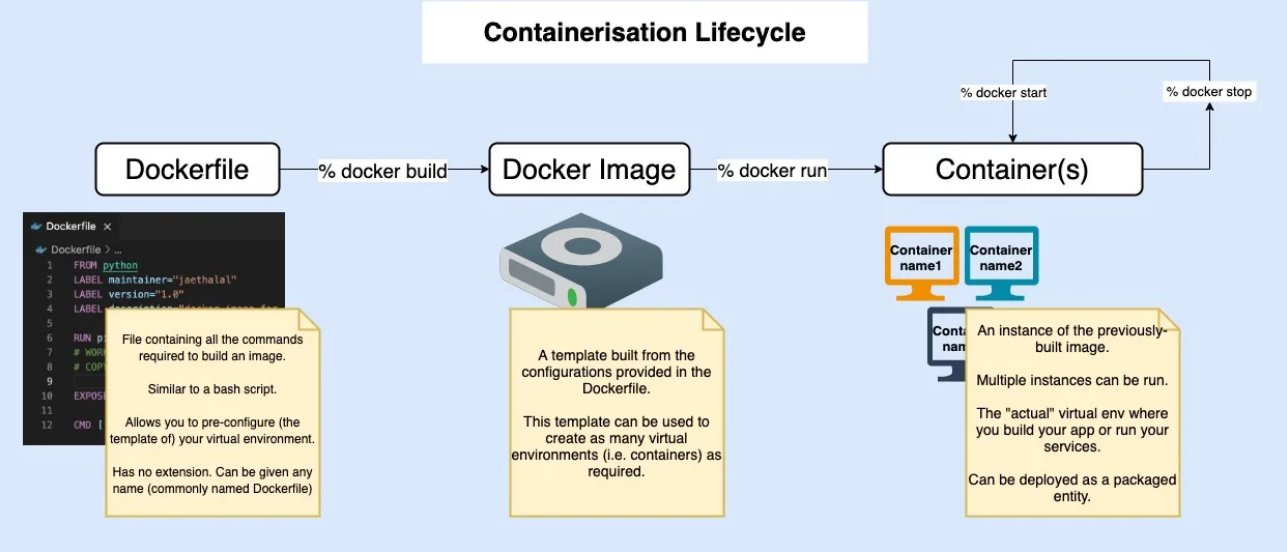 Containerisation Lifecycle
% docker start
% docker stop
Dockerfile
% docker build
Docker Image
% docker run
Container(s)
Dockerfile ×
Dockerfile > ...
1 FROM python
2 LABEL maintainer="jaethalal"
3 LABEL version="1.0"
4 LABEL
5
6 RUN
7 #
8 #
9
10
11
12 CMD [
File containing all the commands
required to build an image.
Similar to a bash script.
Allows you to pre-configure (the
template of) your virtual environment.
Has no extension. Can be given any
name (commonly named Dockerfile)
A template built from the
configurations provided in the
Dockerfile.
This template can be used to
create as many virtual
environments (i.e. containers) as
required.
Container
name1
Container
name2
An instance of the previously-
built image.
Multiple instances can be run.
The "actual" virtual env where
you build your app or run your
services.
Can be deployed as a packaged
entity.